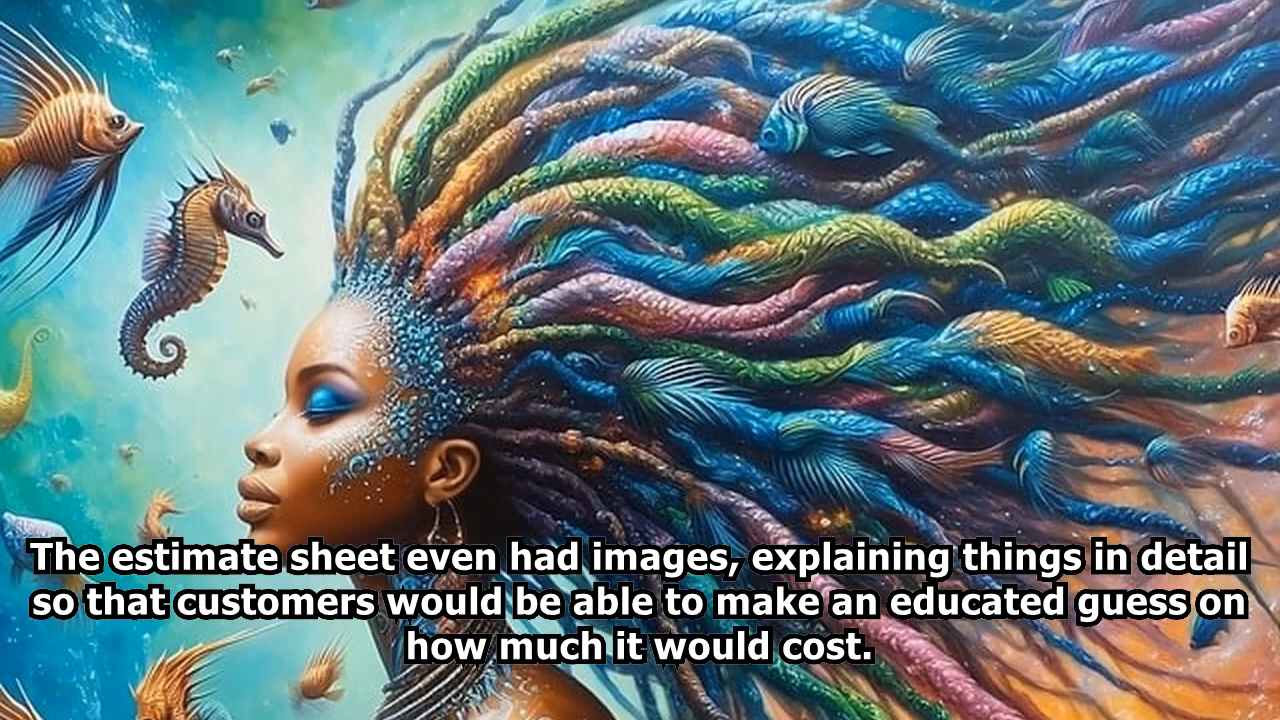 The estimate sheet even had images, explaining things in detail
so that customers would be able to make an educated guess on
how much it would cost.